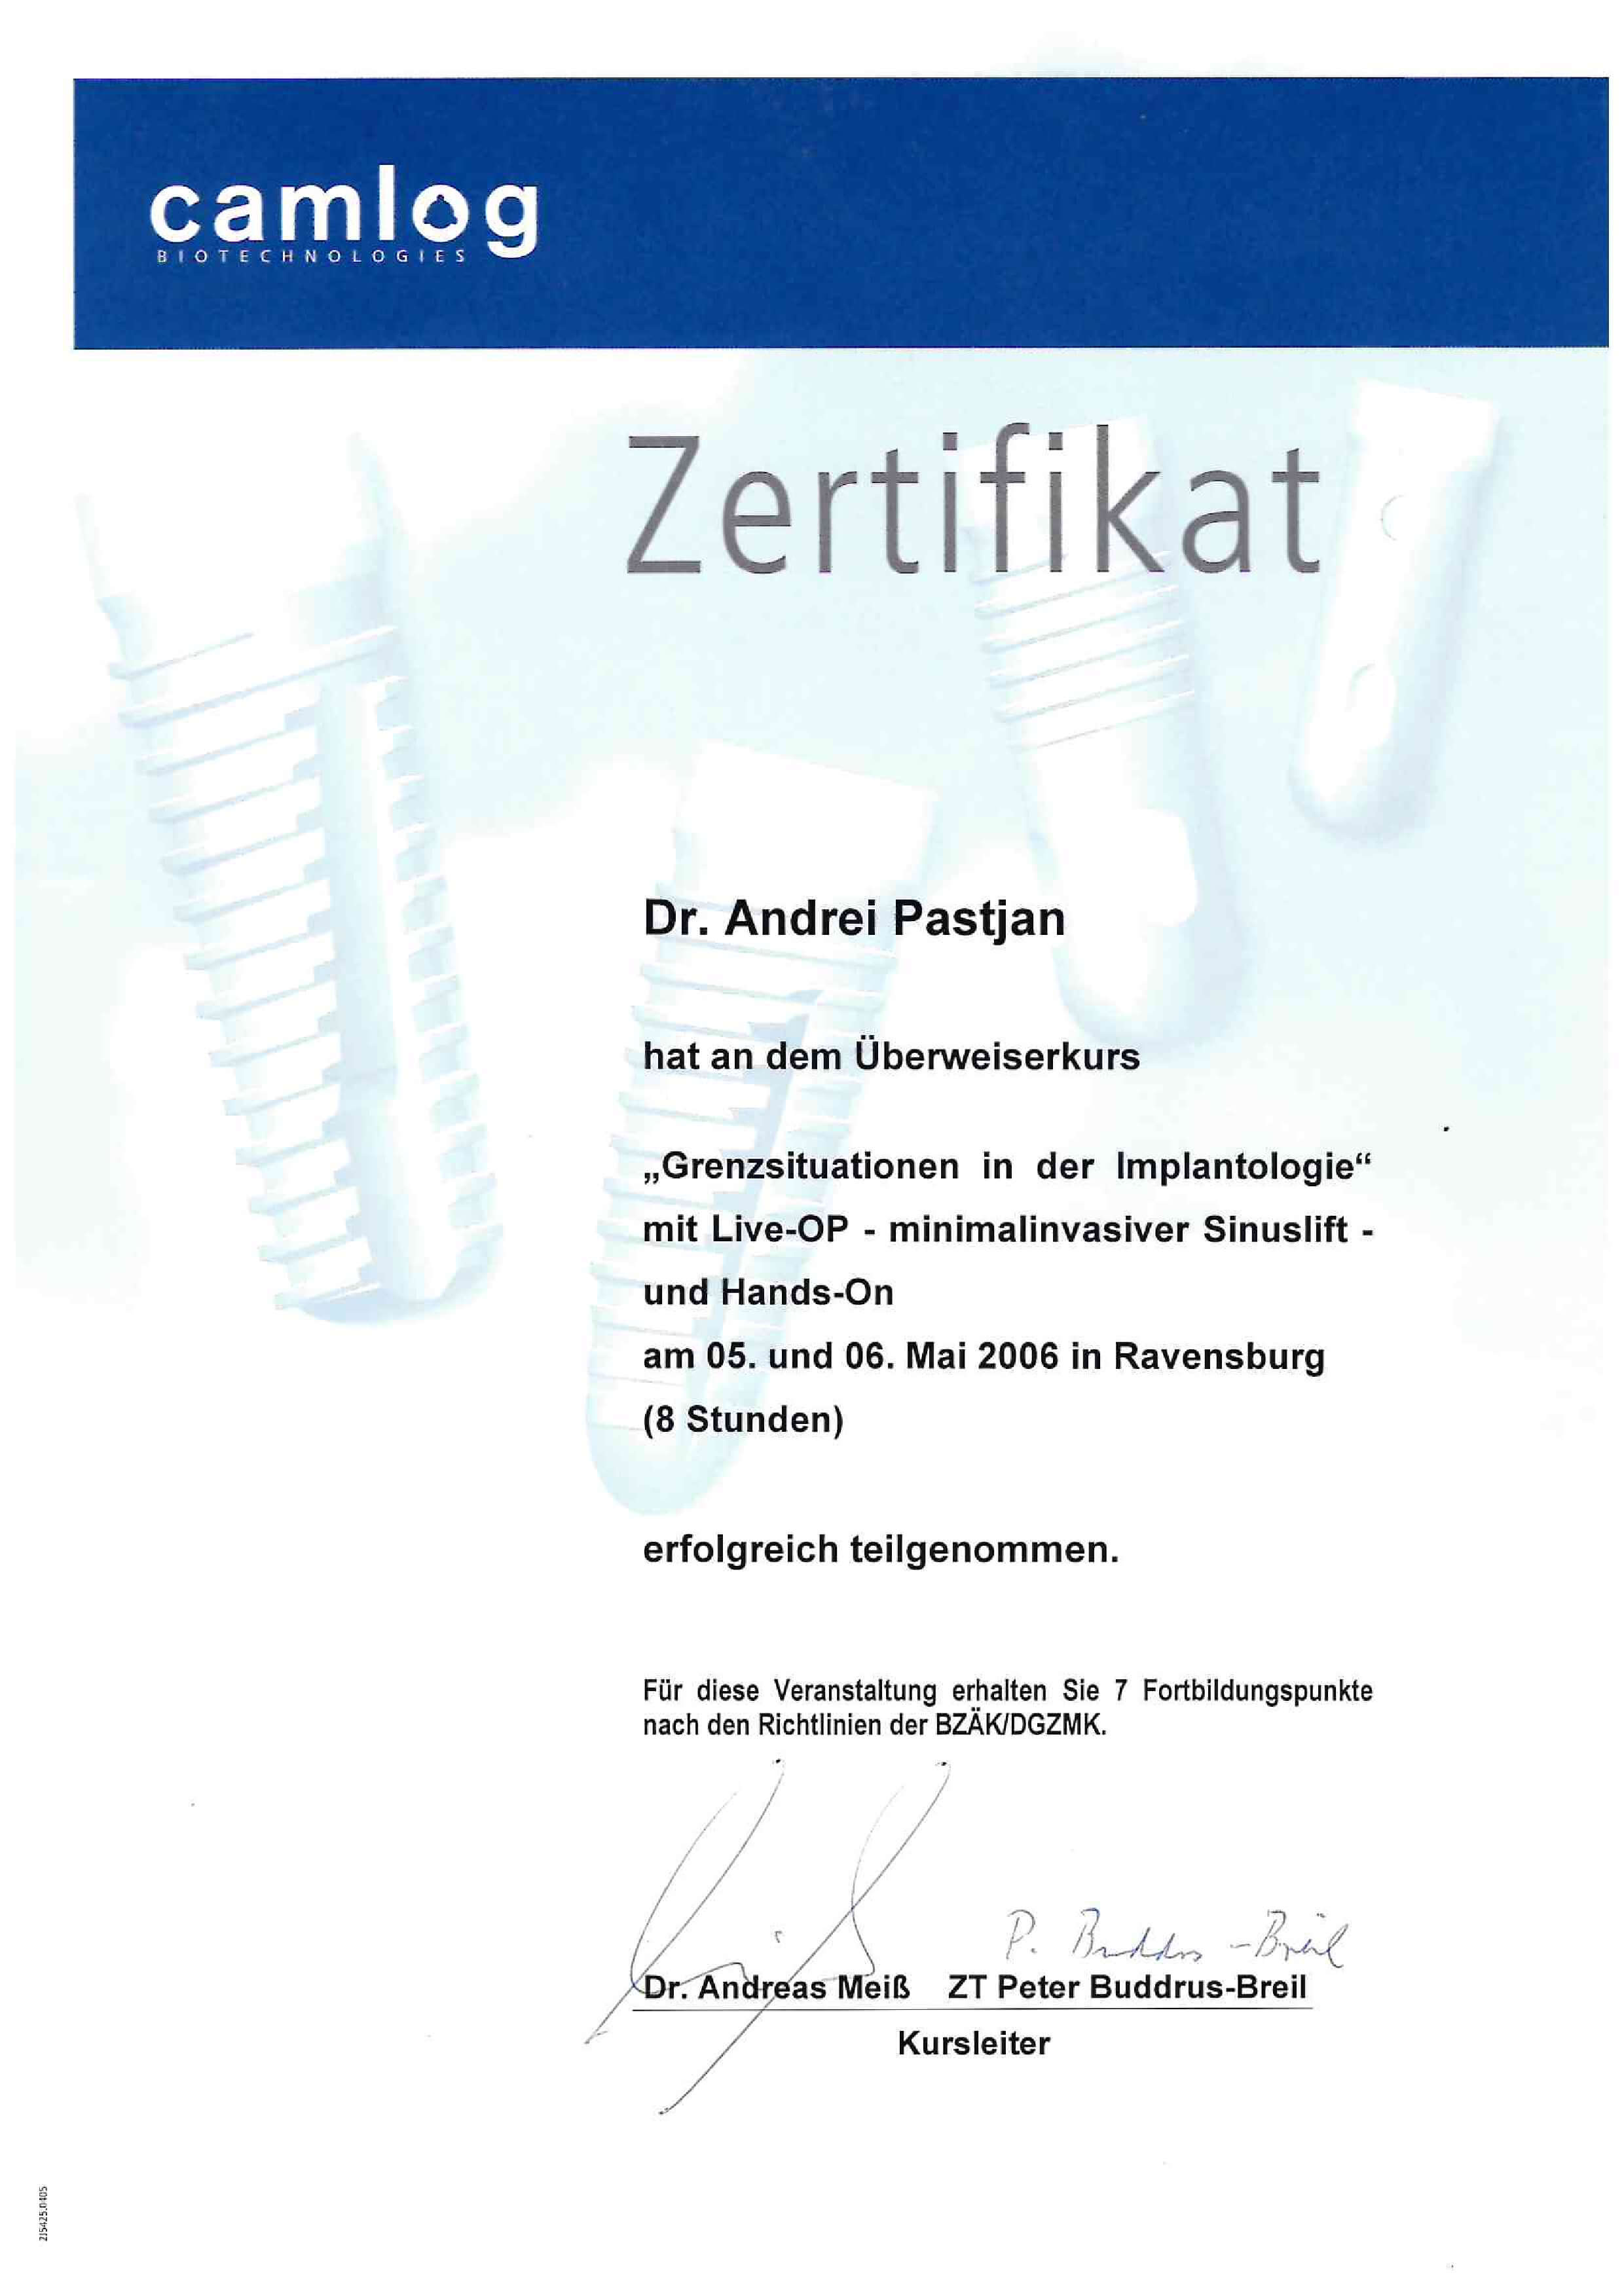 camlog
BIOTECHNOLOGIES
Zertifikat
Dr. Andrei Pastjan
hat an dem Überweiserkurs
„Grenzsituationen in der Implantologie“
mit Live-OP - minimalinvasiver Sinuslift -
und Hands-On
am 05. und 06. Mai 2006 in Ravensburg
(8 Stunden)
erfolgreich teilgenommen.
Für diese Veranstaltung erhalten Sie 7 Fortbildungspunkte
nach den Richtlinien der BZÄK/DGZMK.
P. Buddrus-Breil
Dr. Andreas Meiß ZT Peter Buddrus-Breil
Kursleiter